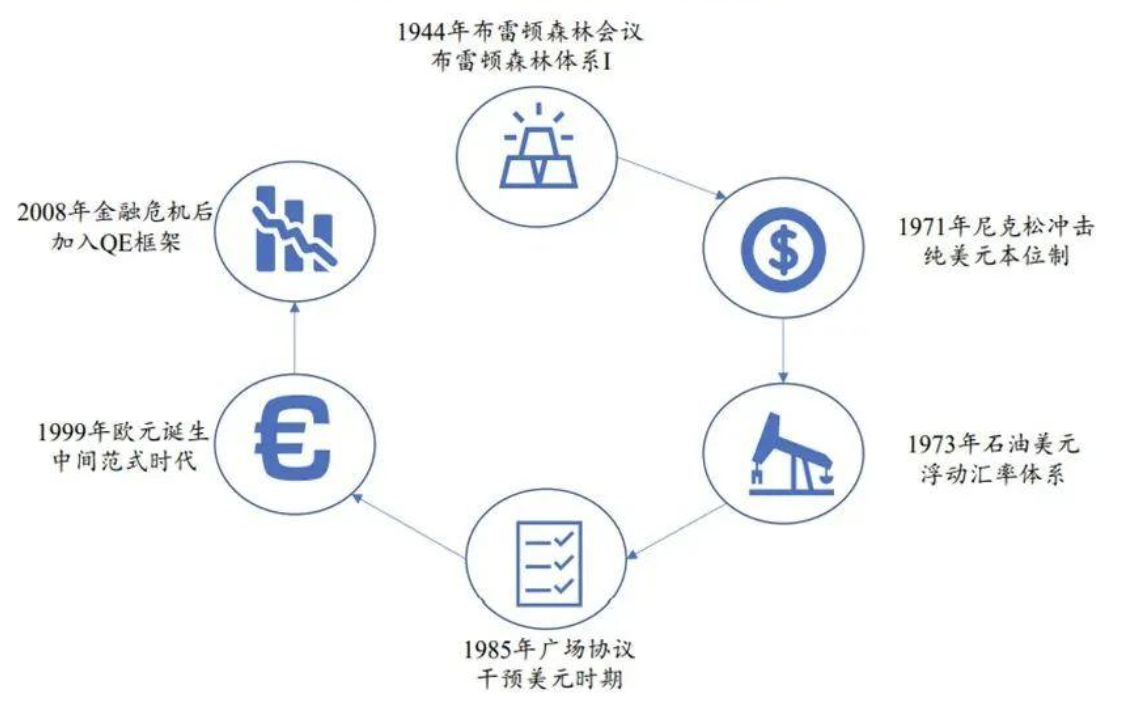 1944年布雷顿森林会议
布雷顿森林体系I
1971年尼克松冲击
纯美元本位制
1973年石油美元
浮动汇率体系
1985年广场协议
干预美元时期
1999年欧元诞生
中间范式时代
2008年金融危机后
加入QE框架